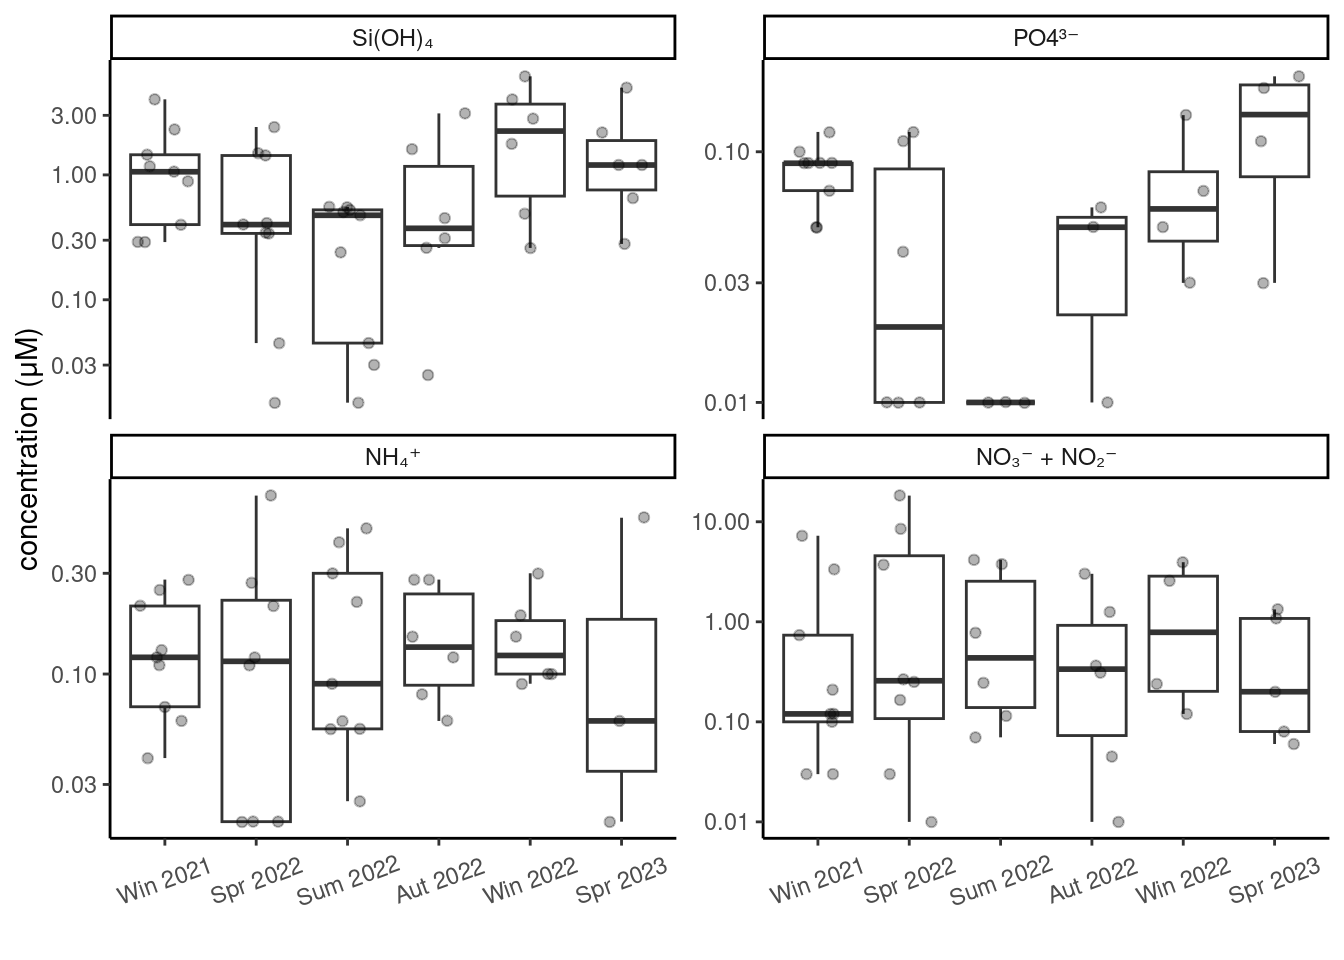 Si(OH)₄
PO4³⁻
3.00
1.00
0.30
0.10
0.03
0.10
0.03
0.01
concentration (μM)
NH₄⁺
NO₃⁻ + NO₂⁻
0.30
0.10
0.03
10.00
1.00
0.10
0.01
Win 2021
Spr 2022
Sum 2022
Aut 2022
Win 2022
Spr 2023
Win 2021
Spr 2022
Sum 2022
Aut 2022
Win 2022
Spr 2023